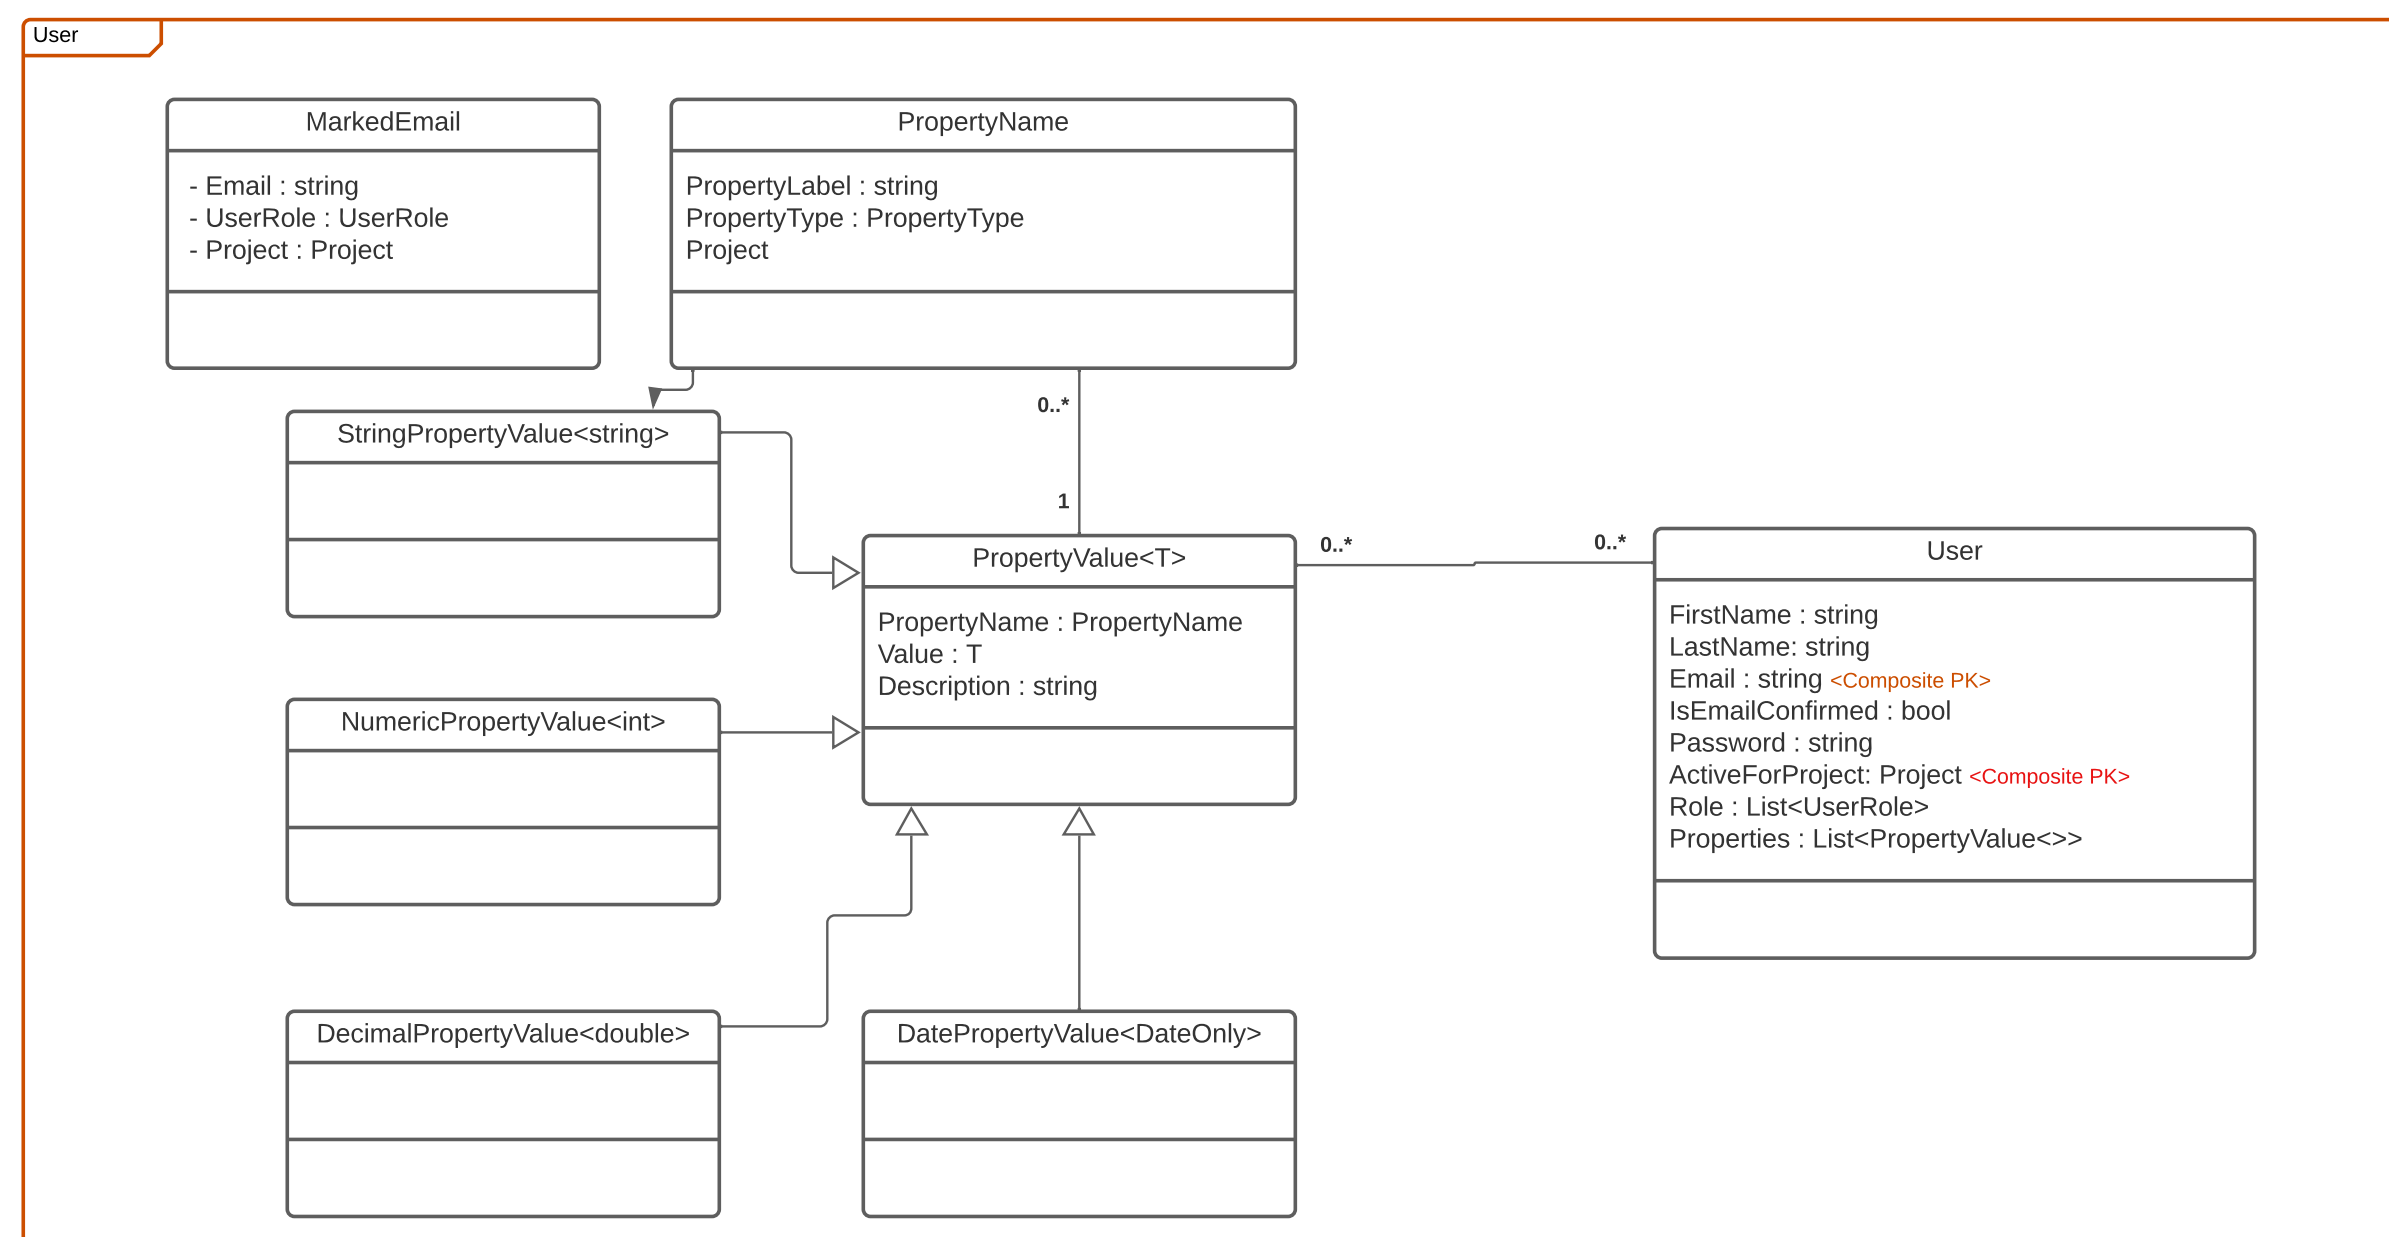 User
MarkedEmail
- Email : string
- UserRole : UserRole
- Project : Project
PropertyName
PropertyLabel : string
PropertyType : PropertyType
Project
StringPropertyValue<string>
0..*
1
PropertyValue<T>
PropertyName : PropertyName
Value : T
Description : string
0..*
0..*
User
FirstName : string
LastName: string
Email : string <Composite PK>
IsEmailConfirmed : bool
Password : string
ActiveForProject: Project <Composite PK>
Role : List<UserRole>
Properties : List<PropertyValue<>>
NumericPropertyValue<int>
DecimalPropertyValue<double>
DatePropertyValue<DateOnly>